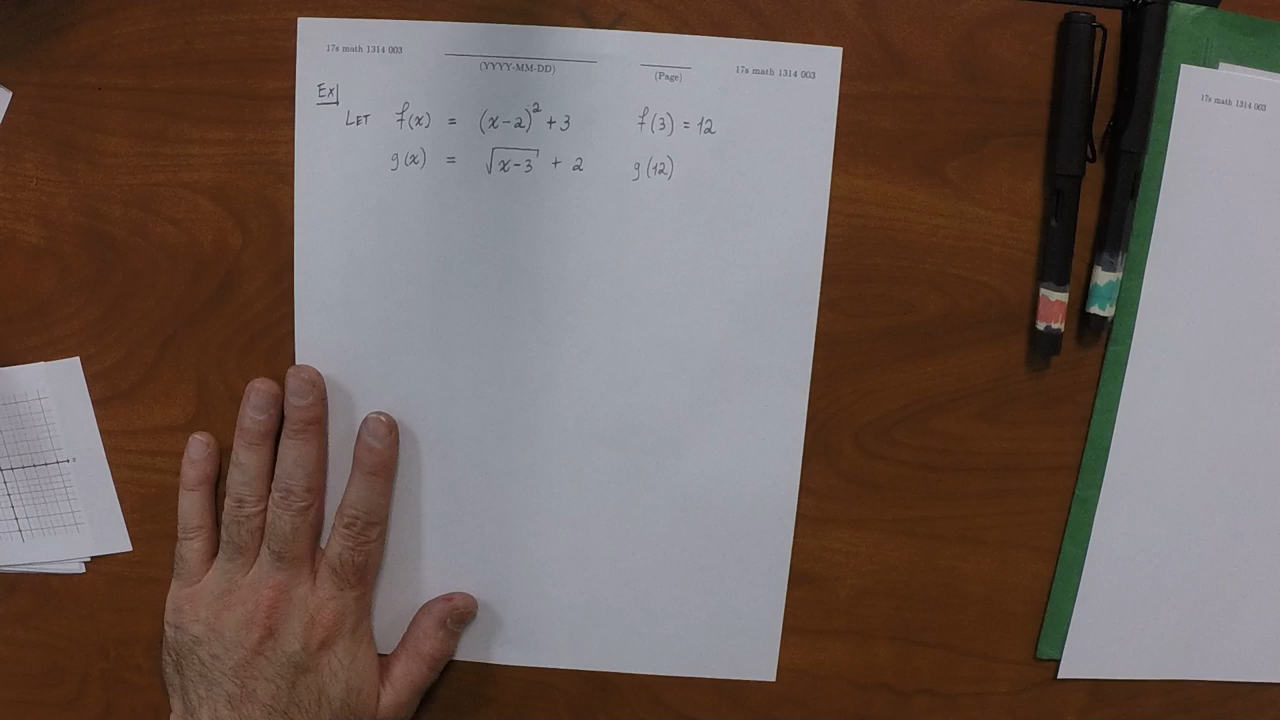 17s math 1314 003 (YYYY-MM-DD) (Page) 17s math 1314 003
Ex
LET f(x) = (x-2)² + 3 f(3) = 12
g(x) = √(x-3) + 2 g(12)
17s math 1314 003